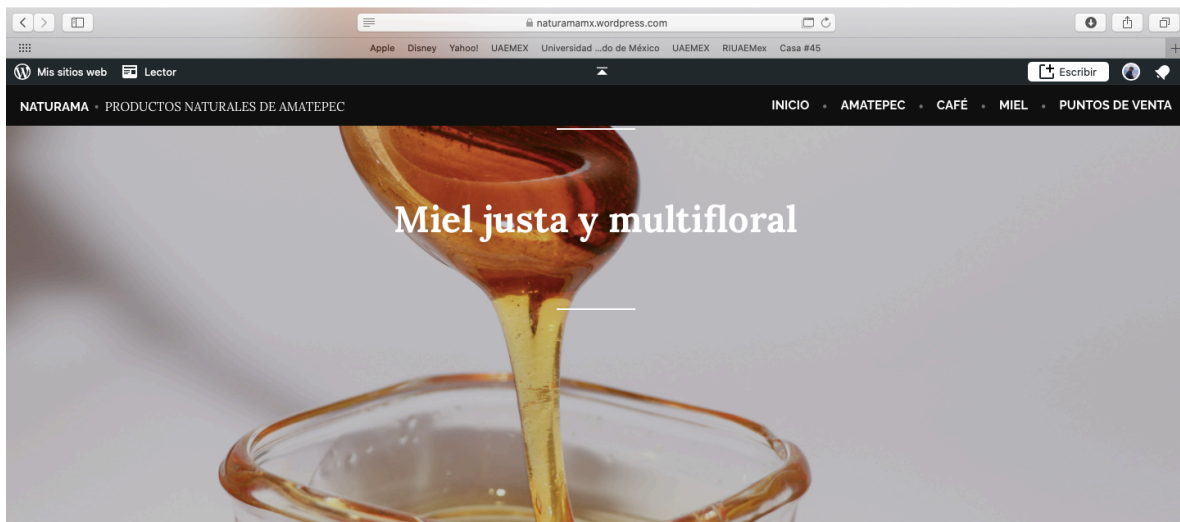 naturamamx.wordpress.com
Apple Disney Yahoo! UAEMEX Universidad ...do de México UAEMEX RIUAEMex Casa #45
Mis sitios web Lector Escribir
NATURAMA • PRODUCTOS NATURALES DE AMATEPEC INICIO • AMATEPEC • CAFÉ • MIEL • PUNTOS DE VENTA
Miel justa y multifloral